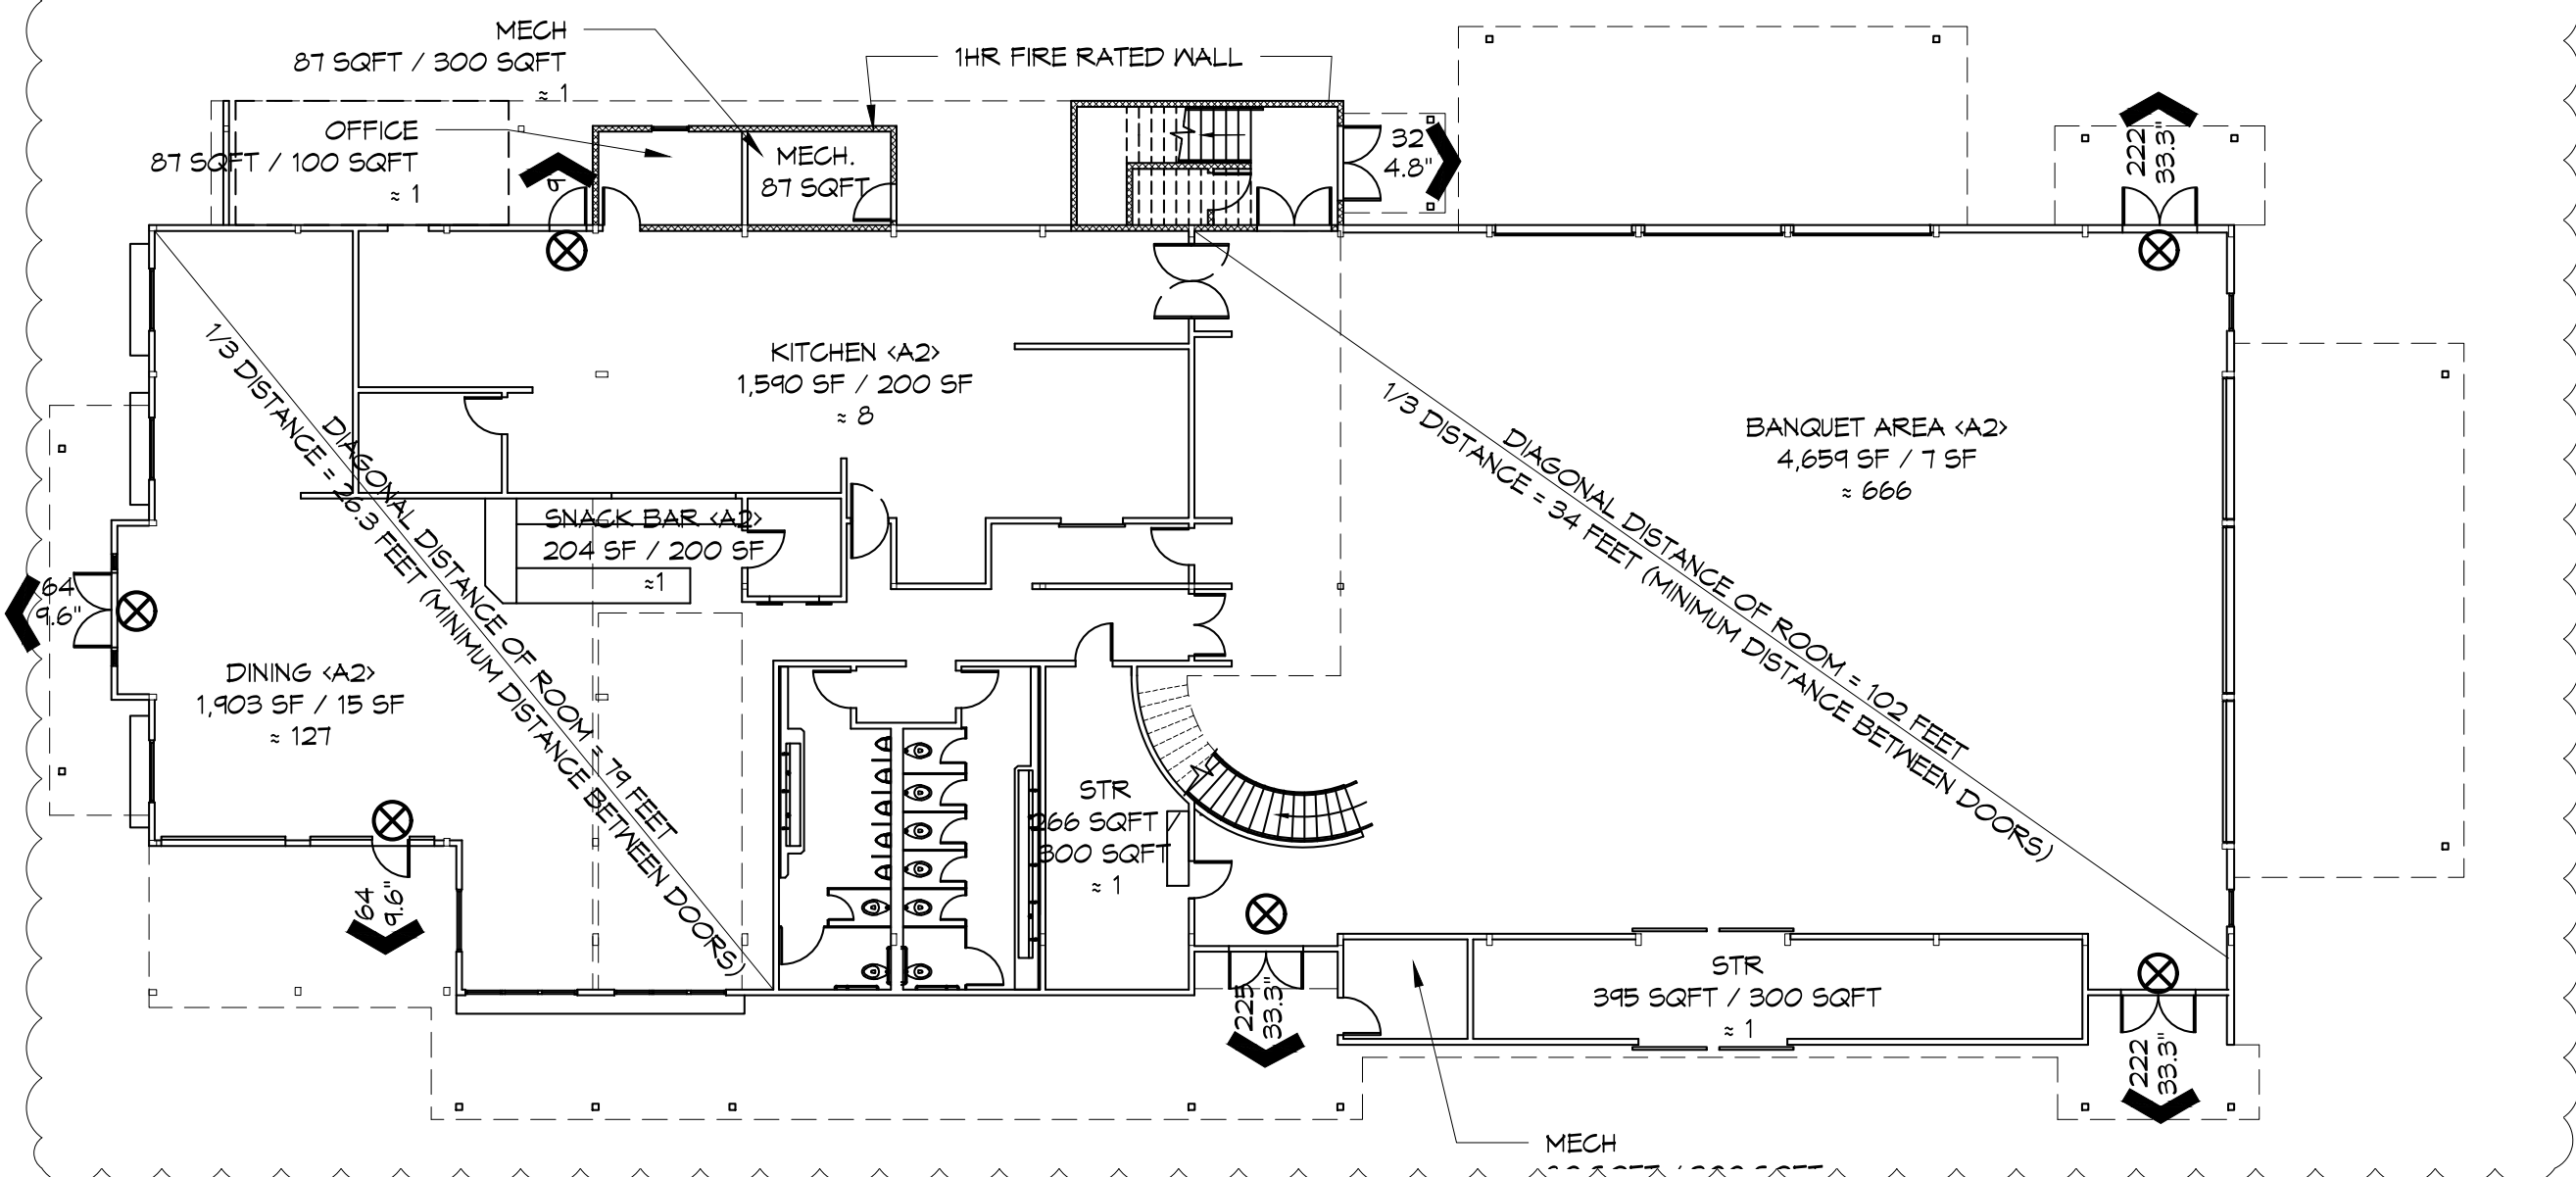 MECH
87 SQFT / 300 SQFT
≈ 1
1HR FIRE RATED WALL
OFFICE
87 SQFT / 100 SQFT
≈ 1
MECH.
87 SQFT
32
4.8"
222
33.3"
1/3 DISTANCE = 26.3 FEET (MINIMUM DISTANCE BETWEEN DOORS)
DIAGONAL DISTANCE OF ROOM = 79 FEET
KITCHEN <A2>
1,590 SF / 200 SF
≈ 8
1/3 DISTANCE = 34 FEET (MINIMUM DISTANCE BETWEEN DOORS)
DIAGONAL DISTANCE OF ROOM = 102 FEET
BANQUET AREA <A2>
4,659 SF / 7 SF
≈ 666
SNACK BAR <A2>
204 SF / 200 SF
≈1
64
9.6"
DINING <A2>
1,903 SF / 15 SF
≈ 127
STR
266 SQFT /
300 SQFT
≈ 1
64
9.6"
225
33.3"
STR
395 SQFT / 300 SQFT
≈ 1
222
33.3"
MECH